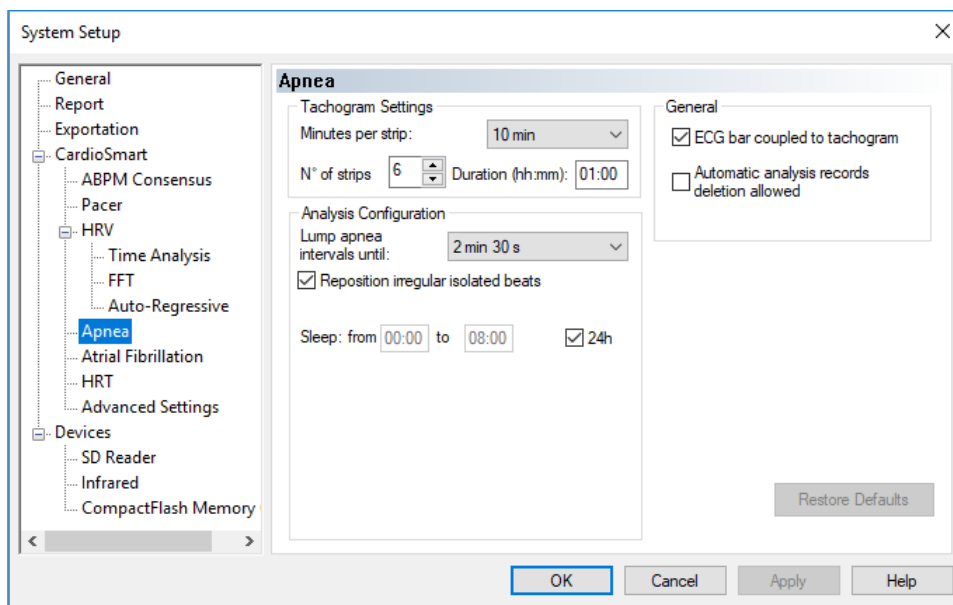 System Setup
General
Report
Exportation
CardioSmart
ABPM Consensus
Pacer
HRV
Time Analysis
FFT
Auto-Regressive
Apnea
Atrial Fibrillation
HRT
Advanced Settings
Devices
SD Reader
Infrared
CompactFlash Memory
Apnea
Tachogram Settings
Minutes per strip: 10 min
N° of strips 6 Duration (hh:mm): 01:00
Analysis Configuration
Lump apnea
intervals until: 2 min 30 s
Reposition irregular isolated beats
Sleep: from 00:00 to 08:00 24h
General
ECG bar coupled to tachogram
Automatic analysis records
deletion allowed
Restore Defaults
OK Cancel Apply Help